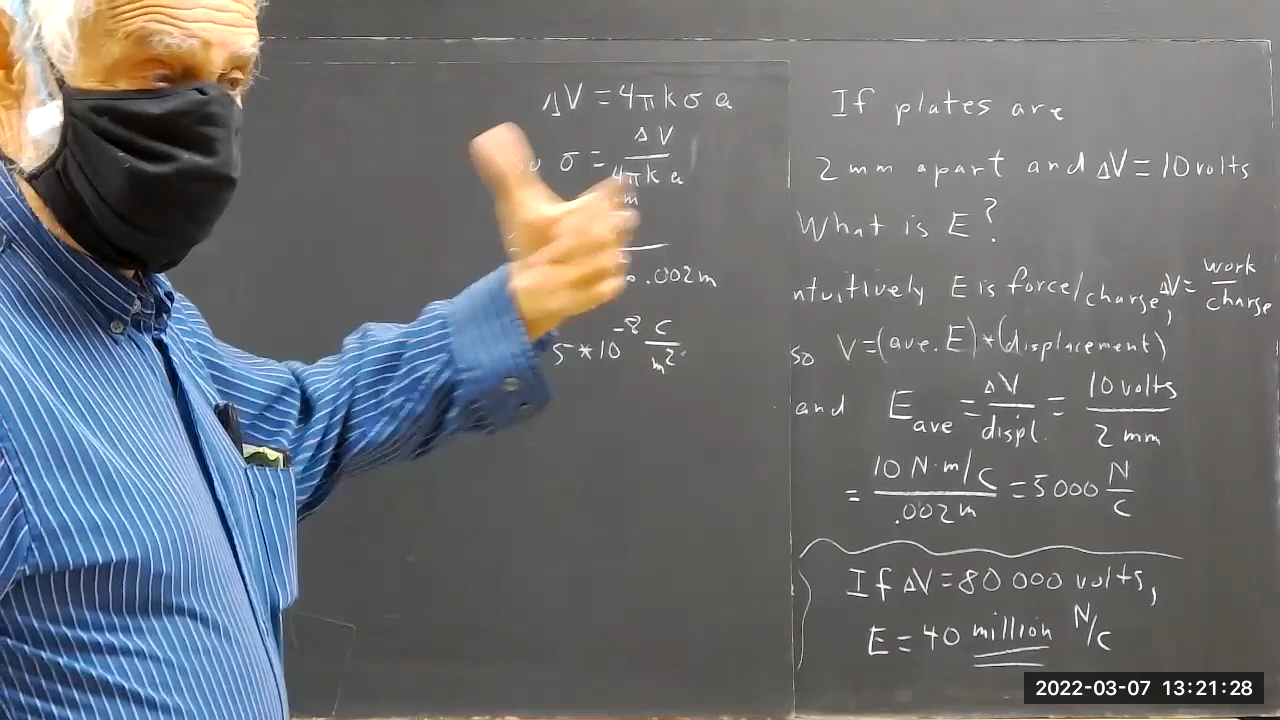 ΔV = 4πkσa
so σ = ΔV / 4πka
.002m
5 * 10^-8 C/m²
If plates are
2 mm apart and ΔV = 10 volts
What is E?
ntuitively E is force/charge, ΔV = work/charge
so V = (ave. E) * (displacement)
and E_ave = ΔV / displ. = 10 volts / 2 mm
= 10 N·m/C / .002m = 5000 N/C
If ΔV = 80 000 volts,
E = 40 million N/C
2022-03-07 13:21:28